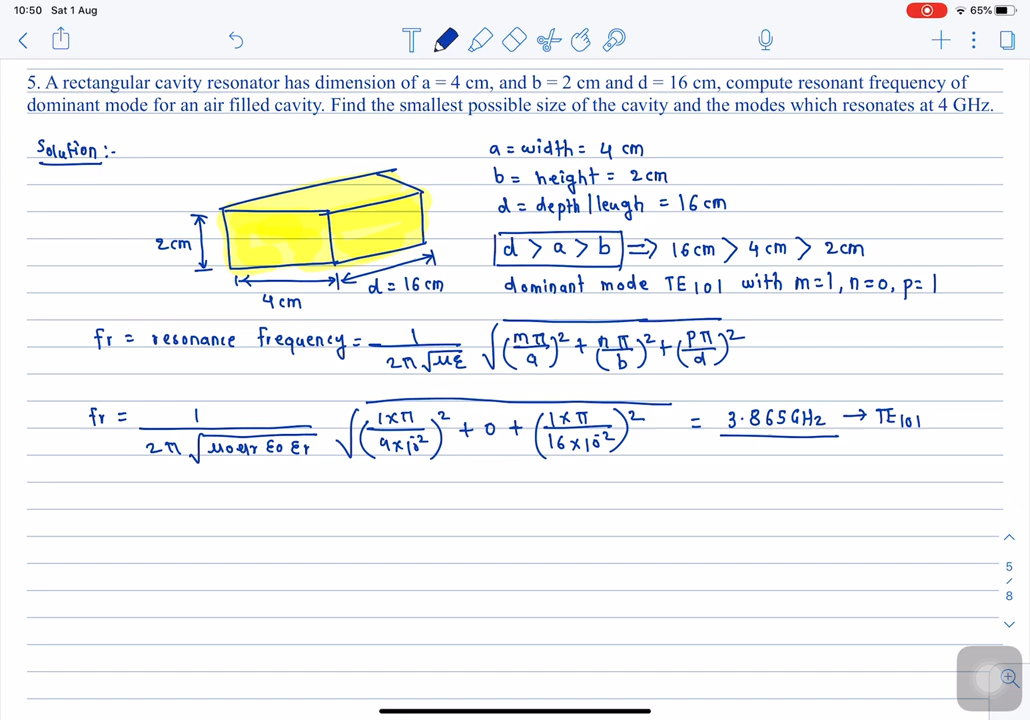 10:50 Sat 1 Aug 65%
T
5. A rectangular cavity resonator has dimension of a = 4 cm, and b = 2 cm and d = 16 cm, compute resonant frequency of
dominant mode for an air filled cavity. Find the smallest possible size of the cavity and the modes which resonates at 4 GHz.
Solution :-
a = width = 4 cm
b = height = 2 cm
d = depth | leugh = 16 cm
2 cm
4 cm
d = 16 cm
d > a > b => 16 cm > 4 cm > 2 cm
dominant mode TE101 with m=1, n=0, p=1
fr = resonance frequency = 1/(2π√με) √((mπ/a)² + (nπ/b)² + (pπ/d)²)
fr = 1/(2π√(μ0 μr ε0 εr)) √((1×π/4×10⁻²)² + 0 + (1×π/16×10⁻²)²) = 3.865 GHz → TE101
5
/
8